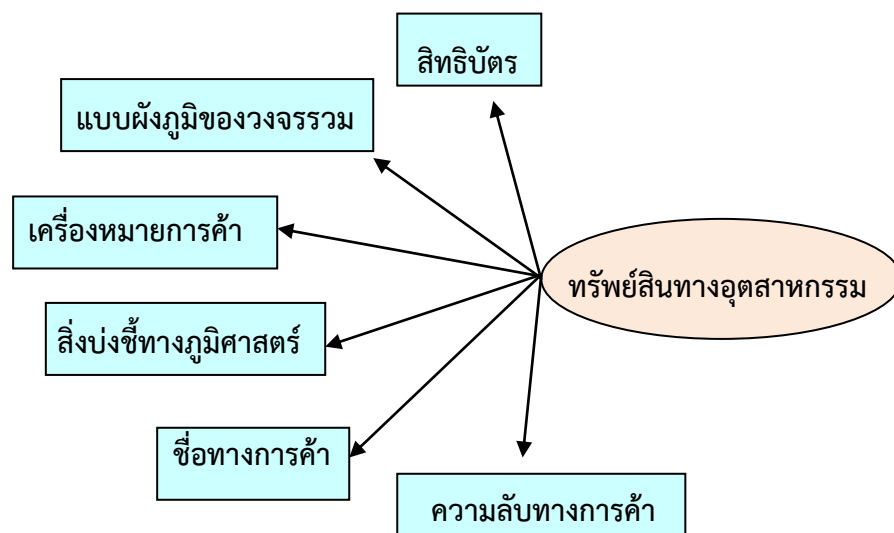 สิทธิบัตร
แบบผังภูมิของวงจรรวม
เครื่องหมายการค้า
ทรัพย์สินทางอุตสาหกรรม
สิ่งบ่งชี้ทางภูมิศาสตร์
ชื่อทางการค้า
ความลับทางการค้า